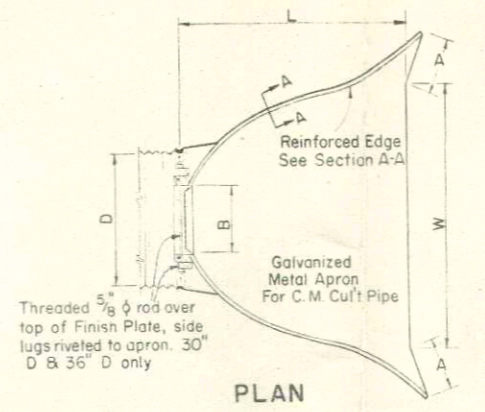 L
A
A
A
Reinforced Edge
See Section A-A
D
B
W
Galvanized
Metal Apron
For C.M. Cul't Pipe
Threaded 5/8" ϕ rod over
top of Finish Plate, side
lugs riveted to apron. 30"
D & 36" D only
A
PLAN